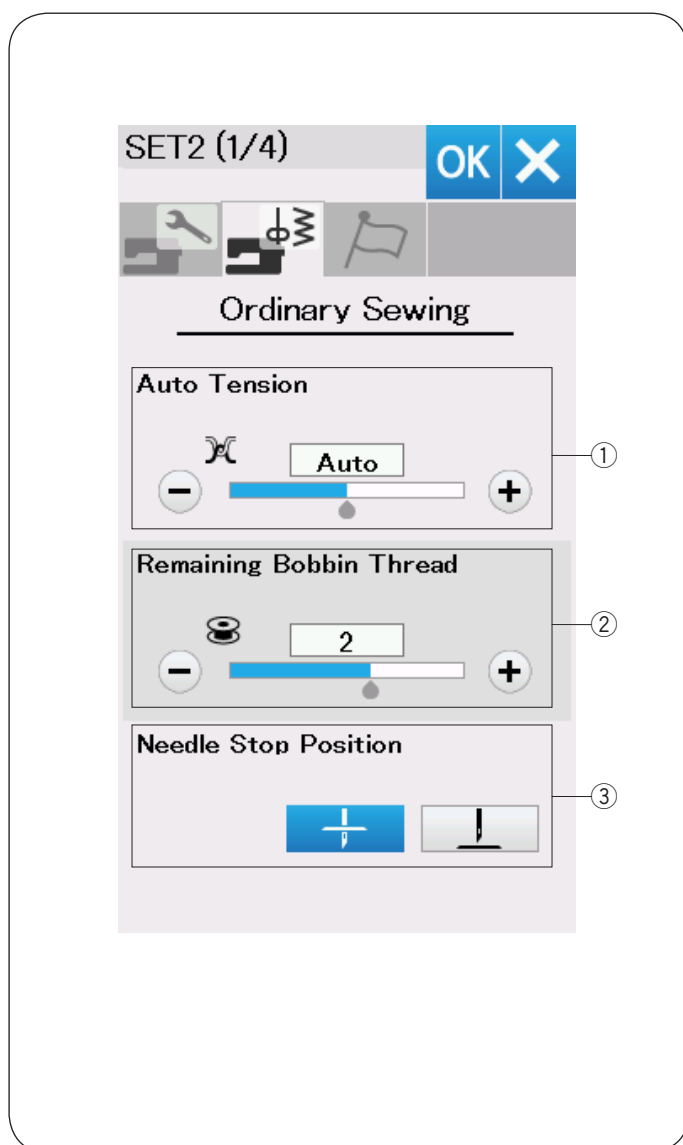 SET2 (1/4)
OK
Ordinary Sewing
Auto Tension
Auto
①
Remaining Bobbin Thread
2
②
Needle Stop Position
③